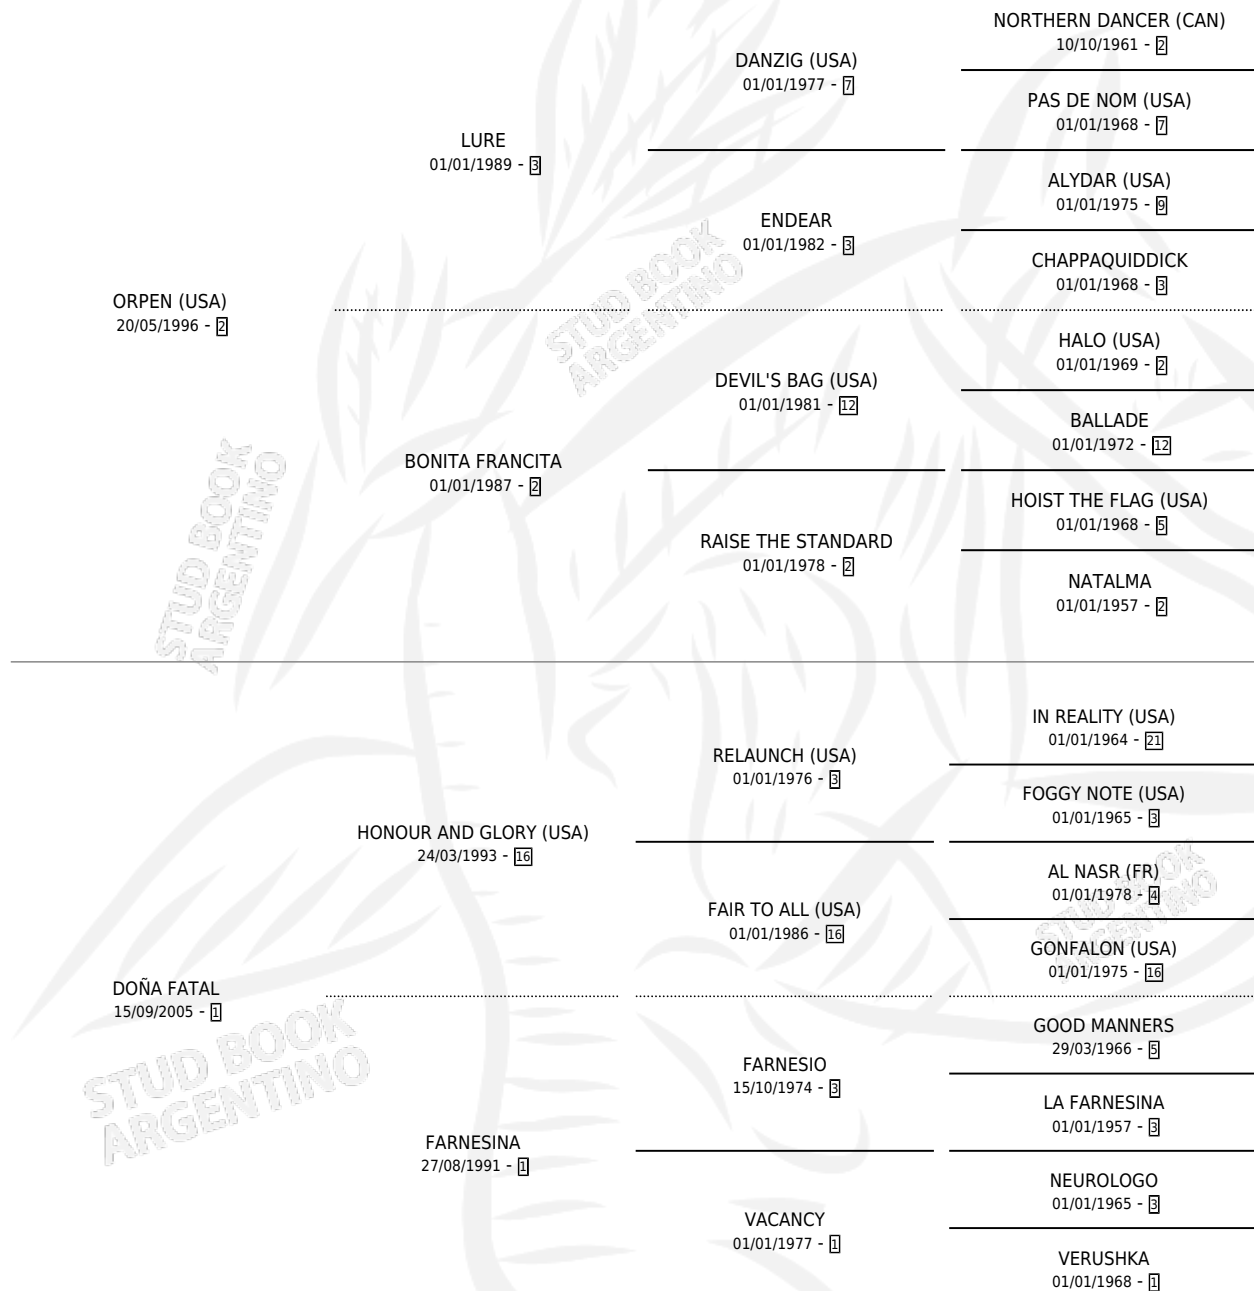 NORTHERN DANCER (CAN)
10/10/1961 - 2
DANZIG (USA)
01/01/1977 - 7
PAS DE NOM (USA)
01/01/1968 - 7
LURE
01/01/1989 - 3
ALYDAR (USA)
01/01/1975 - 9
ENDEAR
01/01/1982 - 3
CHAPPAQUIDDICK
01/01/1968 - 3
ORPEN (USA)
20/05/1996 - 2
STUD BOOK
ARGENTINO
HALO (USA)
01/01/1969 - 2
DEVIL'S BAG (USA)
01/01/1981 - 12
BALLADE
01/01/1972 - 12
BONITA FRANCITA
01/01/1987 - 2
HOIST THE FLAG (USA)
01/01/1968 - 5
RAISE THE STANDARD
01/01/1978 - 2
NATALMA
01/01/1957 - 2
STUD BOOK
ARGENTINO
IN REALITY (USA)
01/01/1964 - 21
RELAUNCH (USA)
01/01/1976 - 3
FOGGY NOTE (USA)
01/01/1965 - 3
HONOUR AND GLORY (USA)
24/03/1993 - 16
AL NASR (FR)
01/01/1978 - 4
FAIR TO ALL (USA)
01/01/1986 - 16
GONFALON (USA)
01/01/1975 - 16
STUD BOOK
ARGENTINO
DOÑA FATAL
15/09/2005 - 1
GOOD MANNERS
29/03/1966 - 5
FARNESIO
15/10/1974 - 3
LA FARNESINA
01/01/1957 - 3
STUD BOOK
ARGENTINO
FARNESINA
27/08/1991 - 1
NEUROLOGO
01/01/1965 - 3
VACANCY
01/01/1977 - 1
VERUSHKA
01/01/1968 - 1